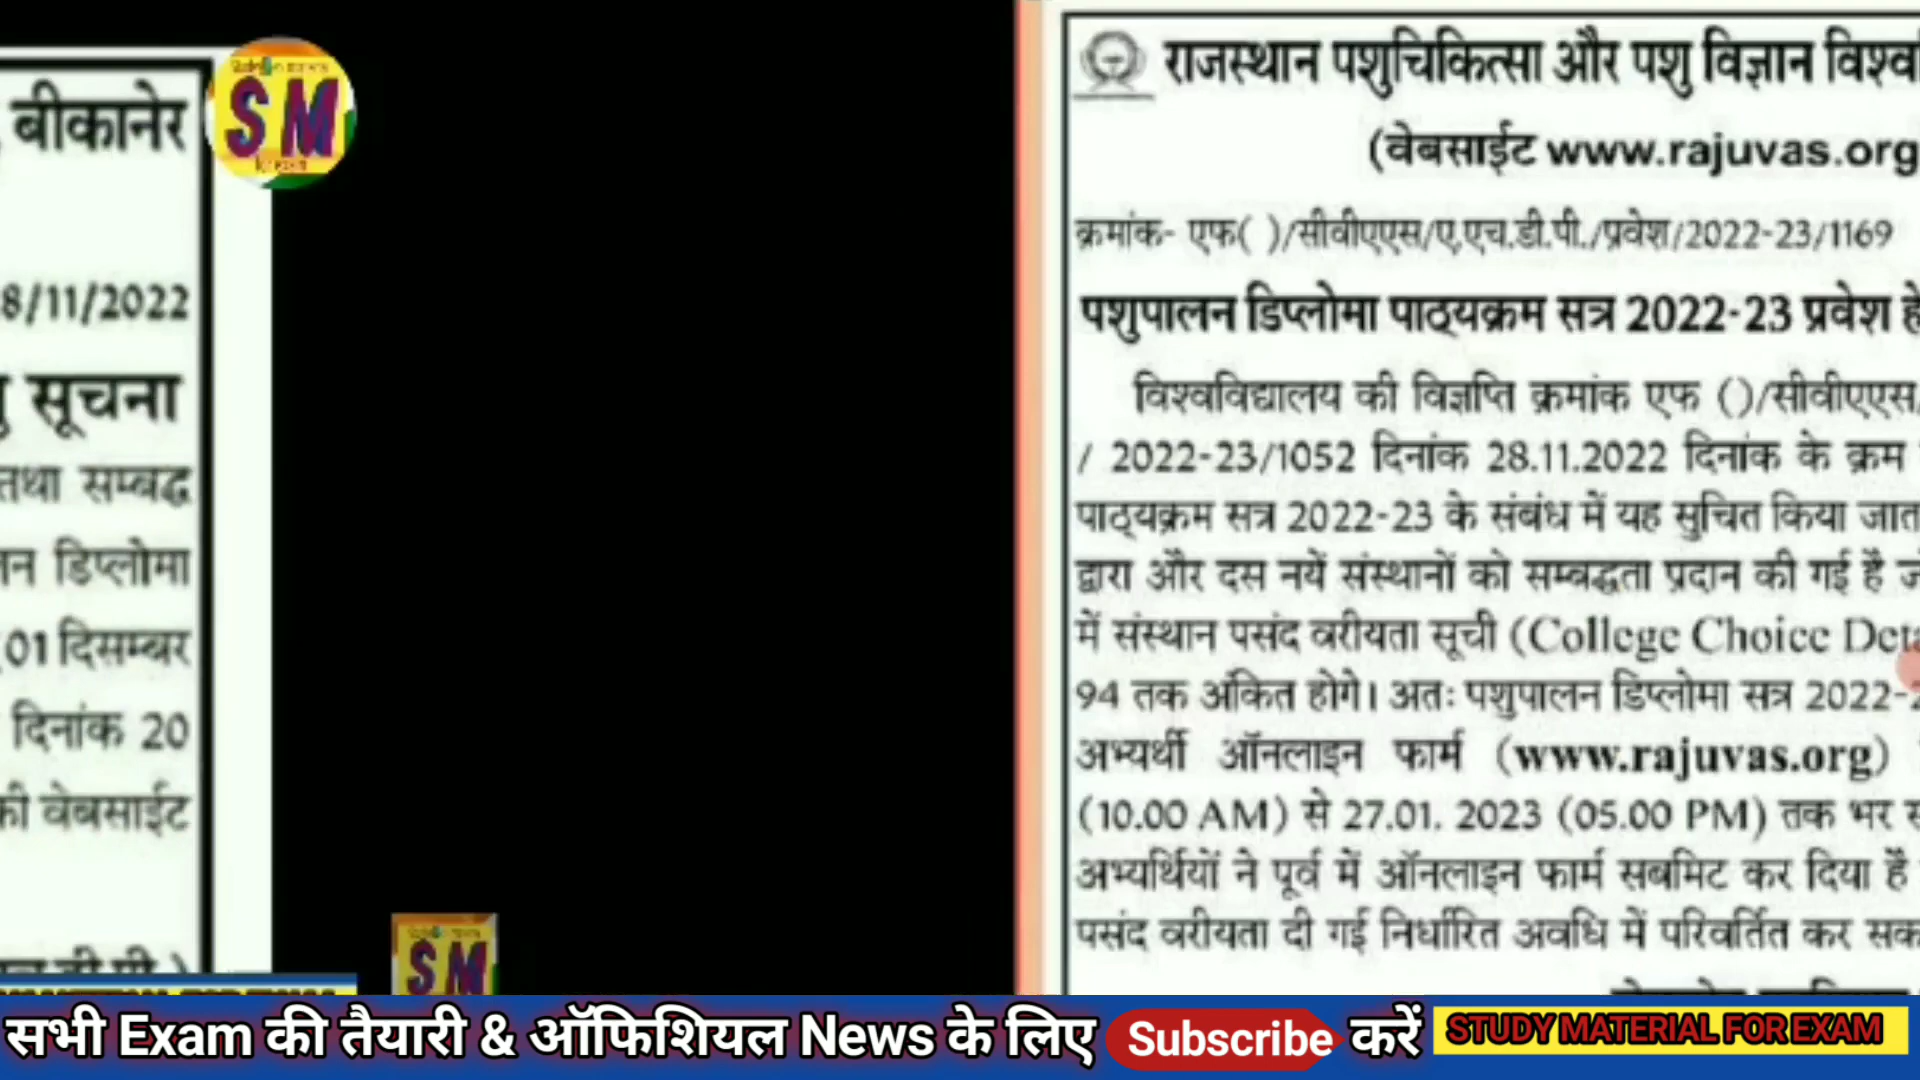 बीकानेर
8/11/2022
सूचना
तथा सम्बद्ध
डिप्लोमा
01 दिसम्बर
दिनांक 20
वेबसाईट
SM
राजस्थान पशुचिकित्सा और पशु विज्ञान
(वेबसाईट www.rajuvas.org
क्रमांक- एफ( )/सीवीएएस/ए.एच.डी.पी./प्रवेश/2022-23/1169
पशुपालन डिप्लोमा पाठ्यक्रम सत्र 2022-23 प्रवेश
विश्वविद्यालय की विज्ञप्ति क्रमांक एफ ()/सीवीएएस/
/ 2022-23/1052 दिनांक 28.11.2022 दिनांक के क्रम
पाठ्यक्रम सत्र 2022-23 के संबंध में यह सुचित किया
द्वारा और दस नयें संस्थानों को सम्बद्धता प्रदान की गई है
में संस्थान पसंद वरीयता सूची (College Choice
94 तक अंकित होगे। अतः पशुपालन डिप्लोमा सत्र 2022-
अभ्यर्थी ऑनलाइन फार्म (www.rajuvas.org)
(10.00 AM) से 27.01. 2023 (05.00 PM) तक भर
अभ्यर्थियों ने पूर्व में ऑनलाइन फार्म सबमिट कर दिया है
पसंद वरीयता दी गई निर्धारित अवधि में परिवर्तित कर
SM
सभी Exam की तैयारी & ऑफिशियल News के लिए Subscribe करें STUDY MATERIAL FOR EXAM